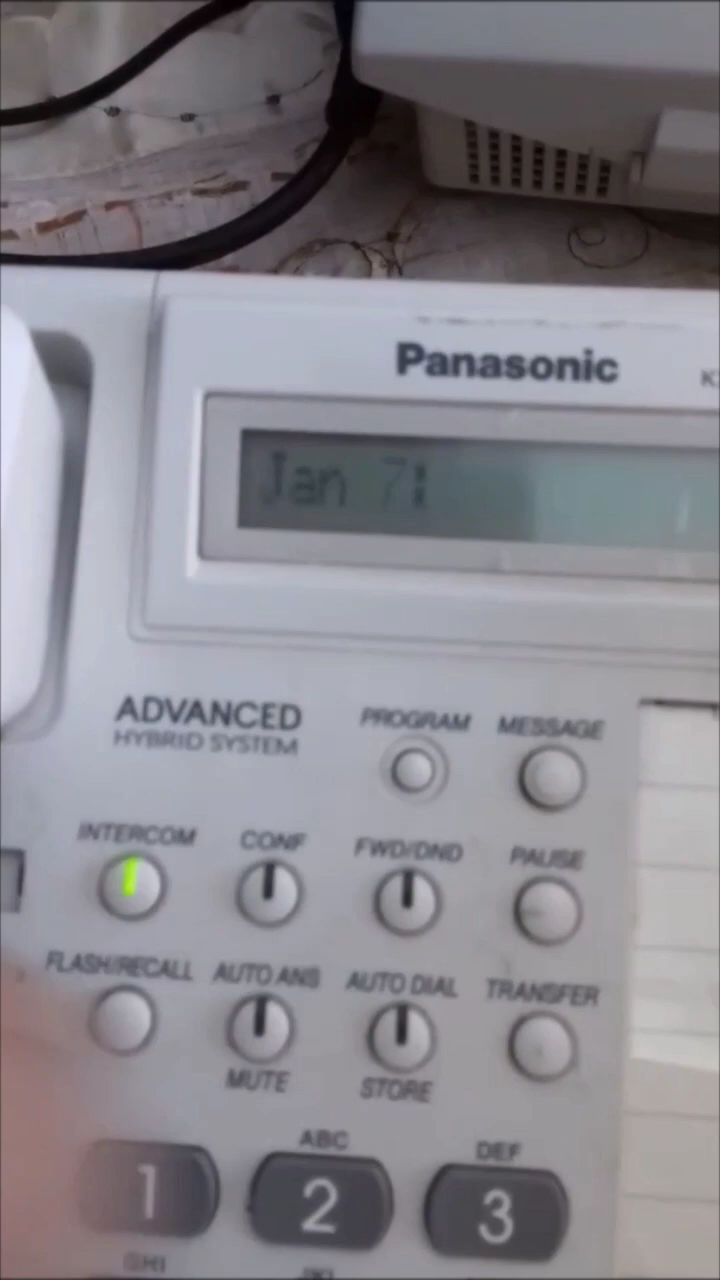 Panasonic
Jan
ADVANCED
HYBRID SYSTEM
PROGRAM MESSAGE
INTERCOM CONF FWD/DND PAUSE
FLASH/RECALL AUTO ANS AUTO DIAL TRANSFER
MUTE STORE
ABC DEF
1 2 3
GHI